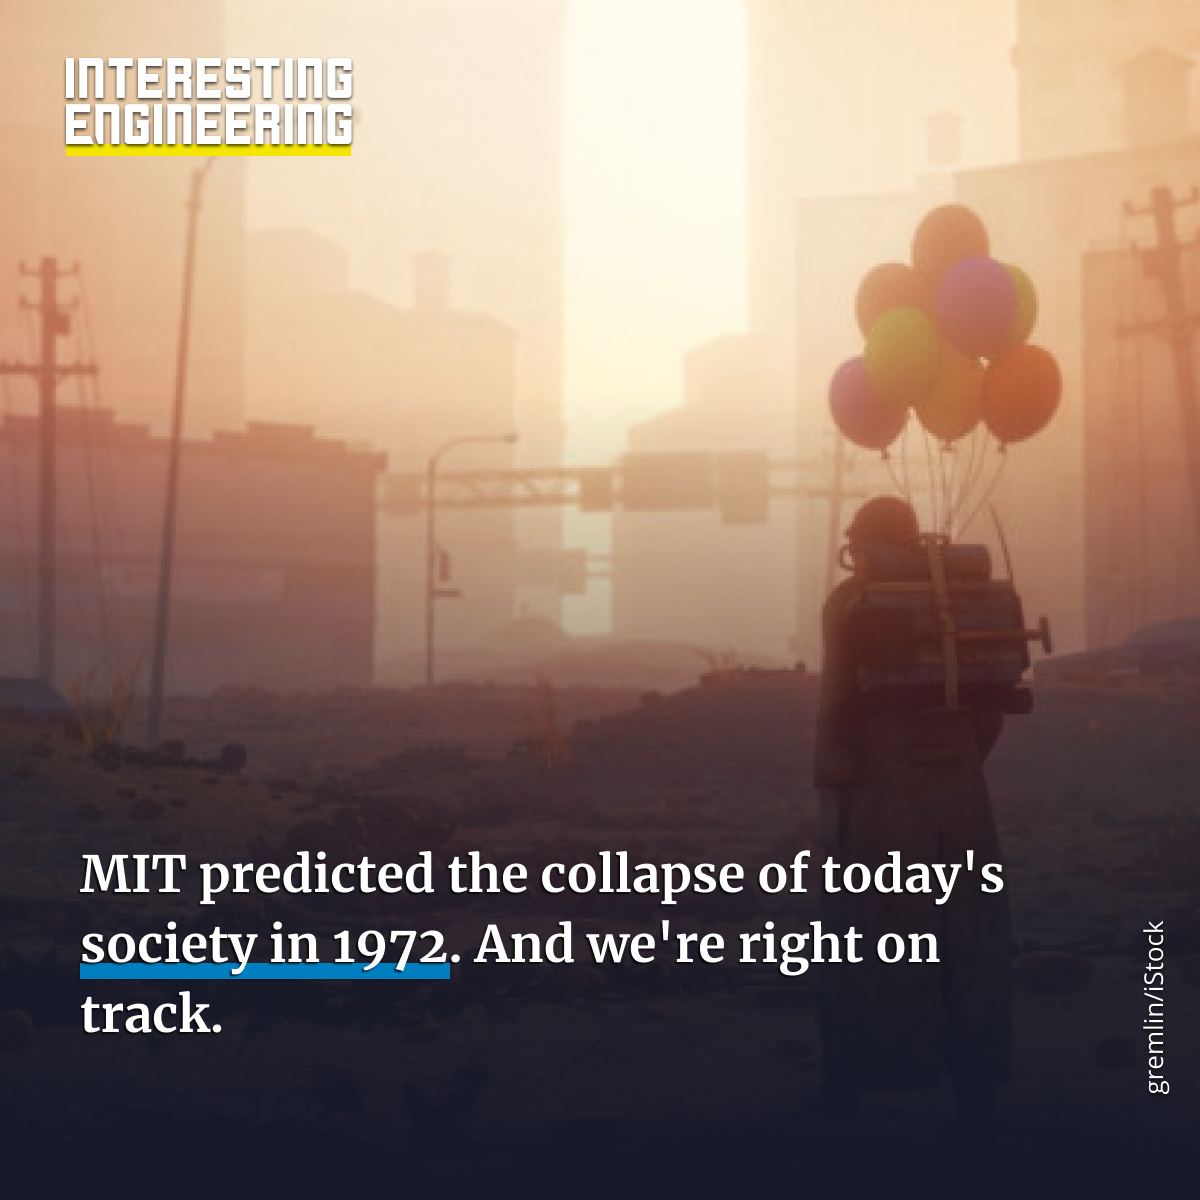 INTERESTING
ENGINEERING
MIT predicted the collapse of today's
society in 1972. And we're right on
track.
gremlin/iStock